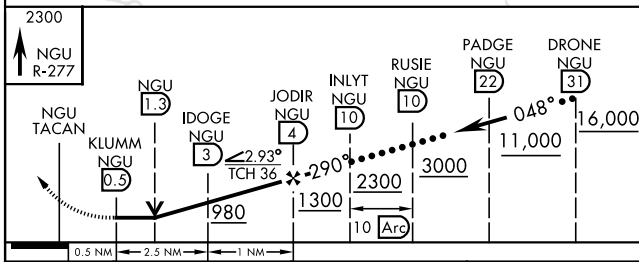 2300
NGU
R-277
NGU
TACAN
KLUMM
NGU
0.5
NGU
1.3
IDOGE
NGU
3
JODIR
NGU
4
INLYT
NGU
10
RUSIE
NGU
10
PADGE
NGU
22
DRONE
NGU
31
2.93°
TCH 36
290°
048°
980
1300
2300
3000
11,000
16,000
10 Arc
0.5 NM
2.5 NM
1 NM